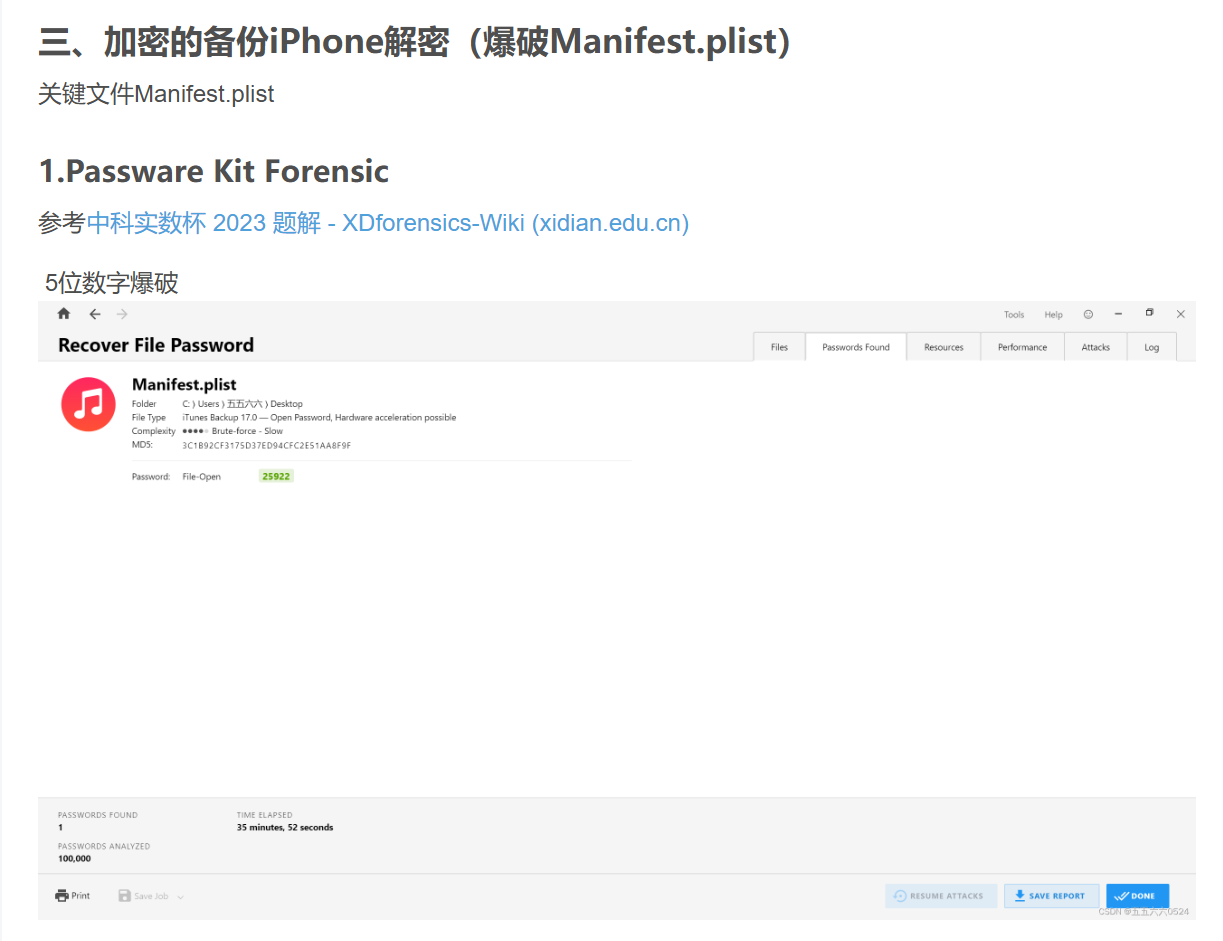 三、加密的备份iPhone解密（爆破Manifest.plist）
关键文件Manifest.plist
1.Passware Kit Forensic
参考中科实数杯 2023 题解 - XDforensics-Wiki (xidian.edu.cn)
5位数字爆破
Tools Help
Recover File Password
Files Passwords Found Resources Performance Attacks Log
Manifest.plist
Folder C: ⟩ Users ⟩ 五五六六 ⟩ Desktop
File Type iTunes Backup 17.0 — Open Password, Hardware acceleration possible
Complexity Brute-force - Slow
MD5: 3C1B92CF3175D37ED94CFC2E51AA8F9F
Password: File-Open 25922
PASSWORDS FOUND TIME ELAPSED
1 35 minutes, 52 seconds
PASSWORDS ANALYZED
100,000
Print Save Job RESUME ATTACKS SAVE REPORT DONE
CSDN @五五六六0524